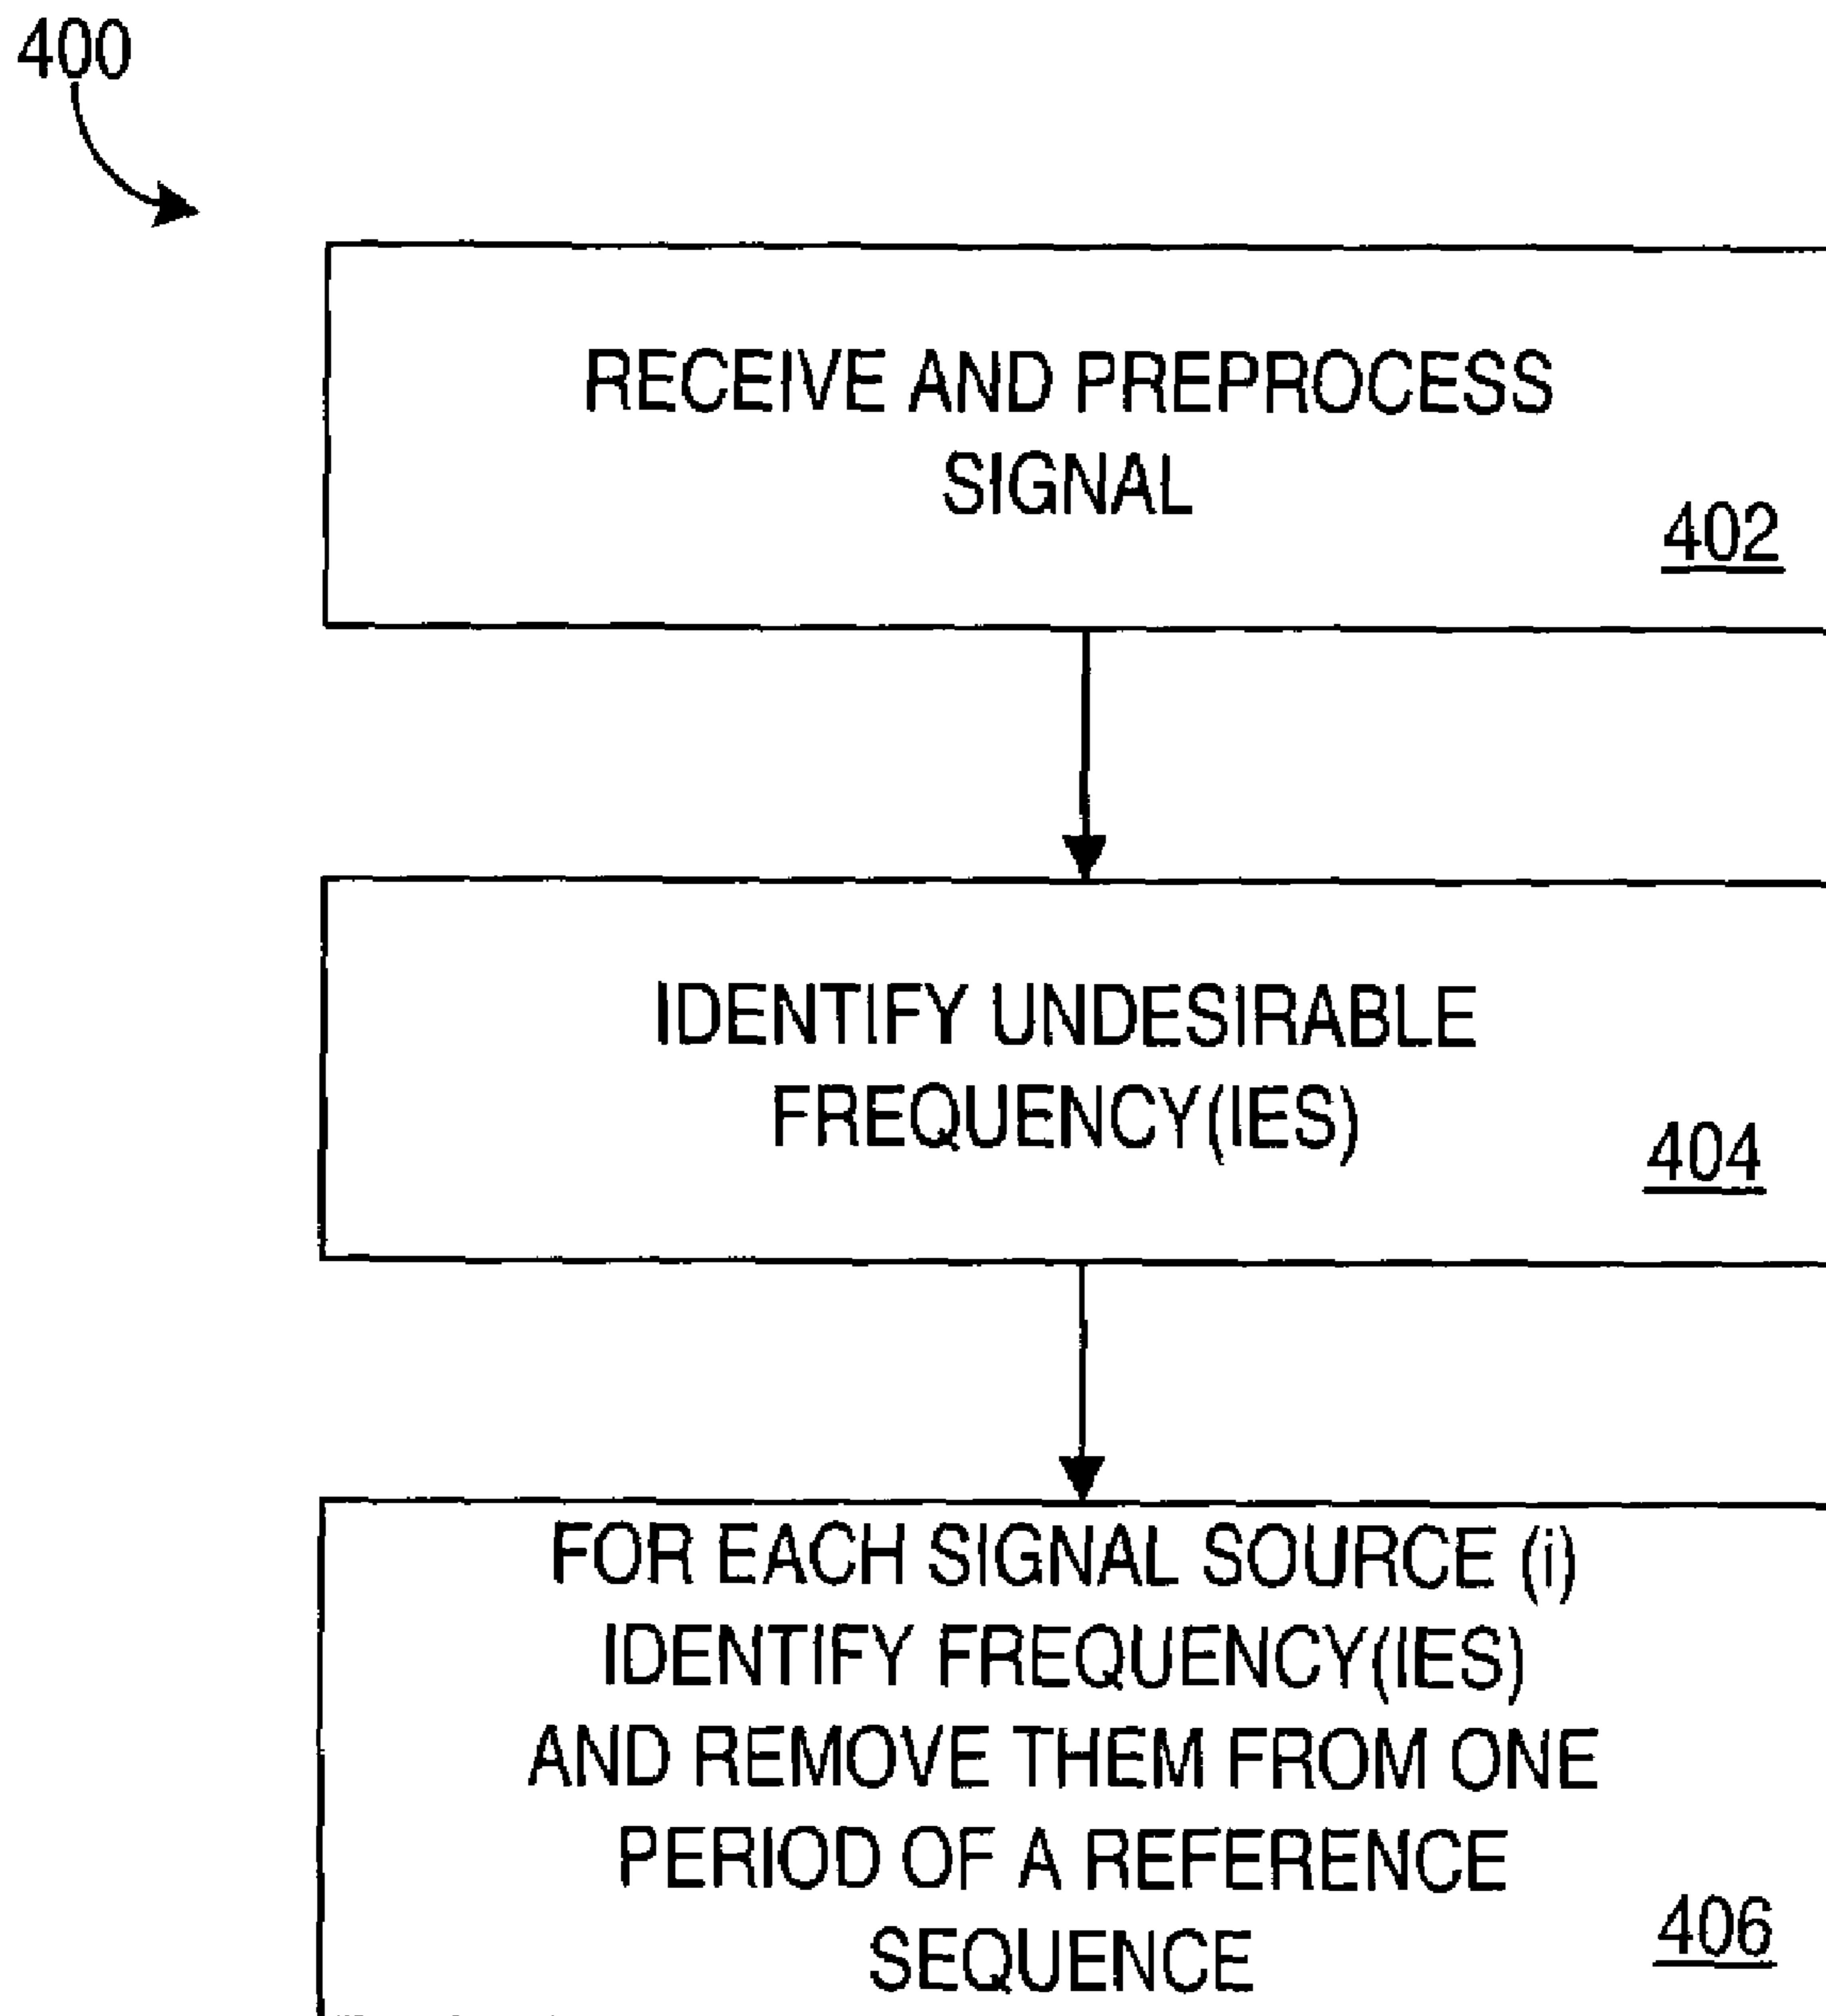 400
RECEIVE AND PREPROCESS
SIGNAL
402
IDENTIFY UNDESIRABLE
FREQUENCY(IES)
404
FOR EACH SIGNAL SOURCE (i)
IDENTIFY FREQUENCY(IES)
AND REMOVE THEM FROM ONE
PERIOD OF A REFERENCE
SEQUENCE
406